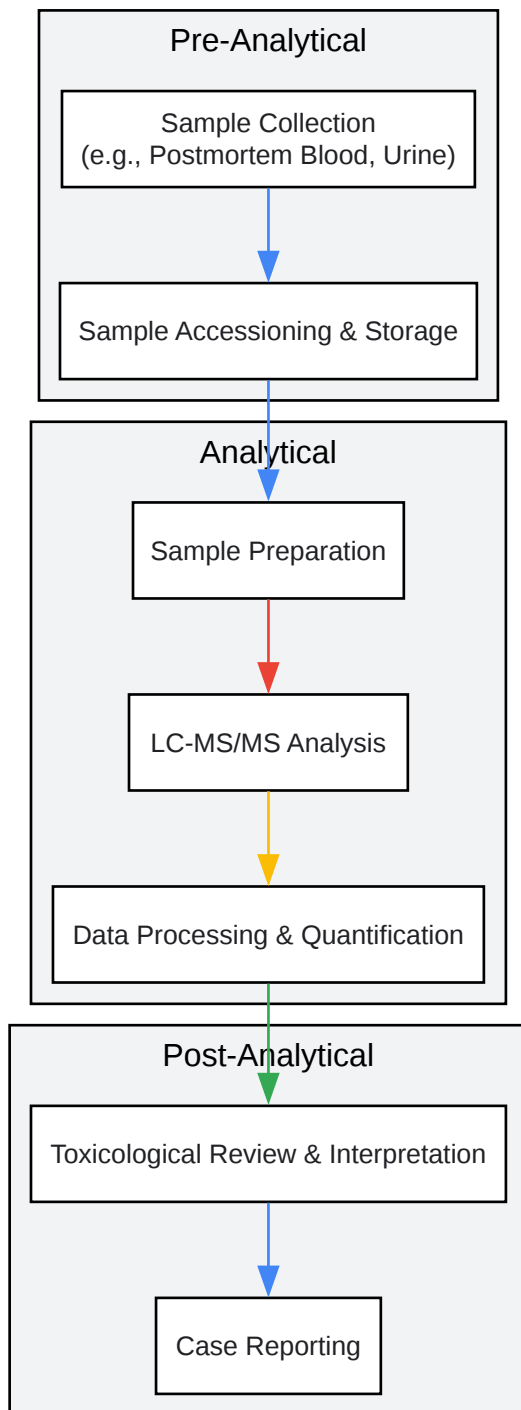 Pre-Analytical
Sample Collection
(e.g., Postmortem Blood, Urine)
Sample Accessioning & Storage
Analytical
Sample Preparation
LC-MS/MS Analysis
Data Processing & Quantification
Post-Analytical
Toxicological Review & Interpretation
Case Reporting